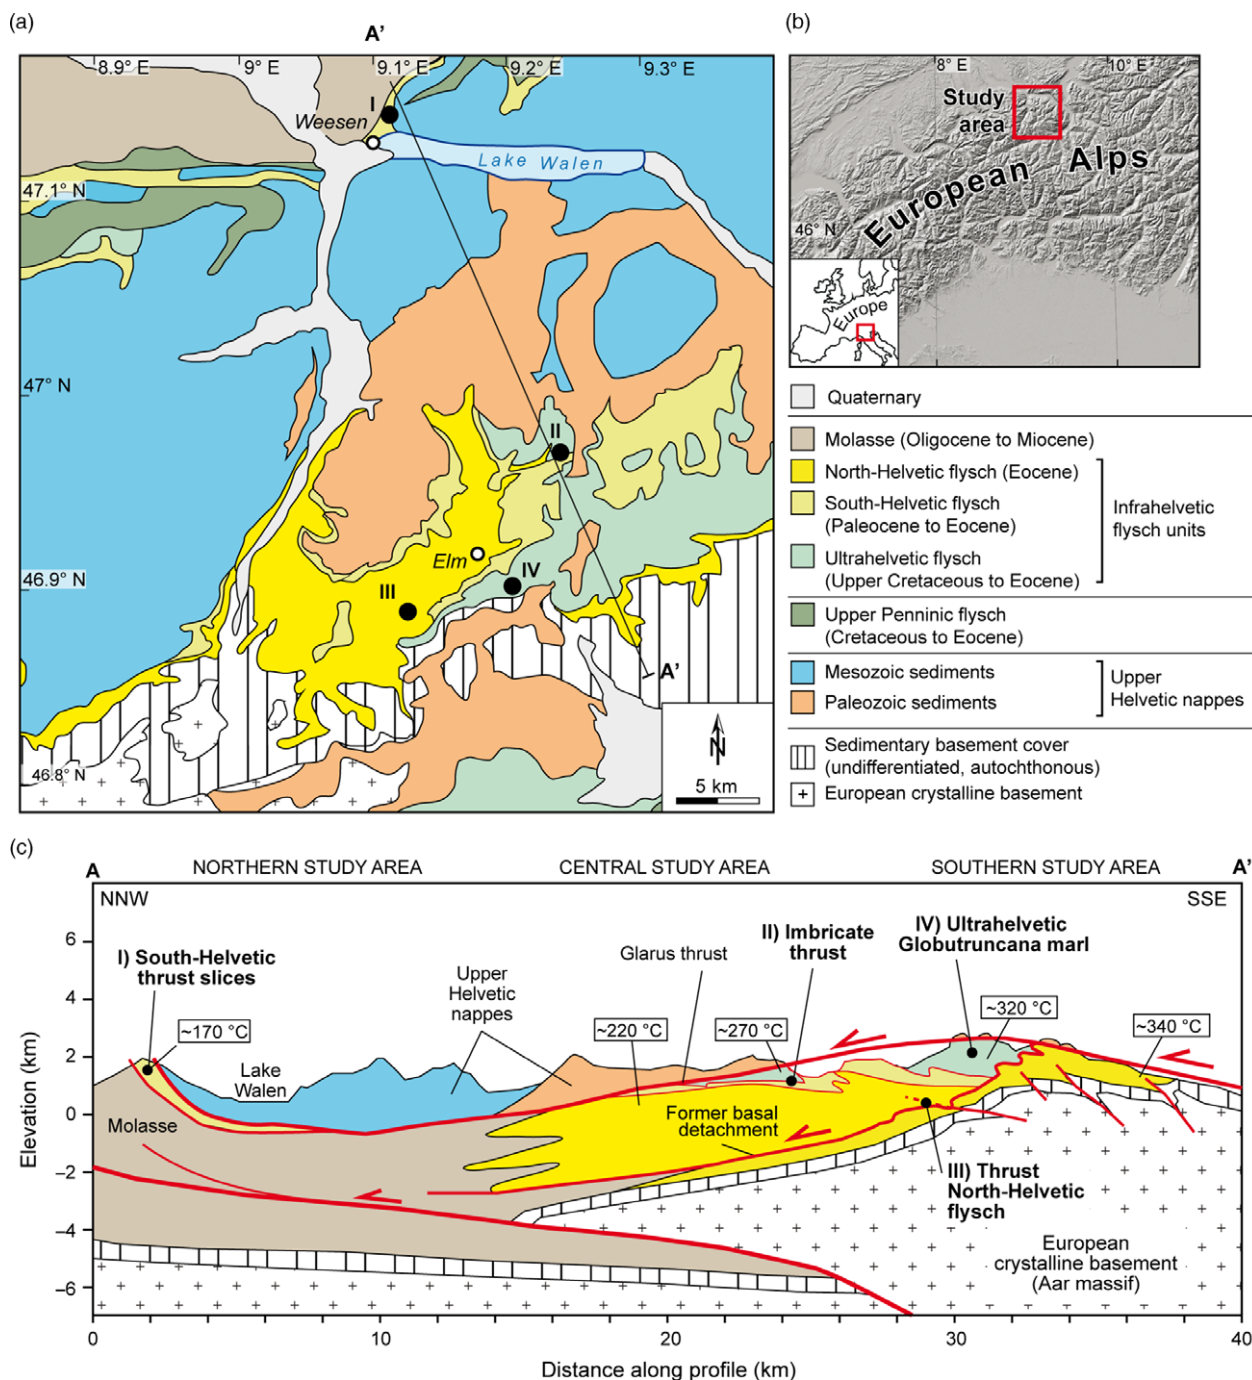 (a)
A'
8.9° E
9° E
9.1° E
9.2° E
9.3° E
I
Weesen
Lake Walen
47.1° N
47° N
II
Elm
46.9° N
IV
III
A'
46.8° N
N
5 km
(b)
8° E
10° E
Study
area
European Alps
46° N
Europe
Quaternary
Molasse (Oligocene to Miocene)
North-Helvetic flysch (Eocene)
South-Helvetic flysch
(Paleocene to Eocene)
Ultrahelvetic flysch
(Upper Cretaceous to Eocene)
Infrahelvetic
flysch units
Upper Penninic flysch
(Cretaceous to Eocene)
Mesozoic sediments
Paleozoic sediments
Upper
Helvetic nappes
Sedimentary basement cover
(undifferentiated, autochthonous)
European crystalline basement
(c)
A
NORTHERN STUDY AREA
CENTRAL STUDY AREA
SOUTHERN STUDY AREA
A'
NNW
SSE
I) South-Helvetic
thrust slices
~170 °C
Lake
Walen
Molasse
Upper
Helvetic
nappes
Glarus thrust
~220 °C
~270 °C
II) Imbricate
thrust
IV) Ultrahelvetic
Globutruncana marl
~320 °C
~340 °C
Former basal
detachment
III) Thrust
North-Helvetic
flysch
European
crystalline basement
(Aar massif)
Elevation (km)
6
4
2
0
−2
−4
−6
0
10
20
30
40
Distance along profile (km)